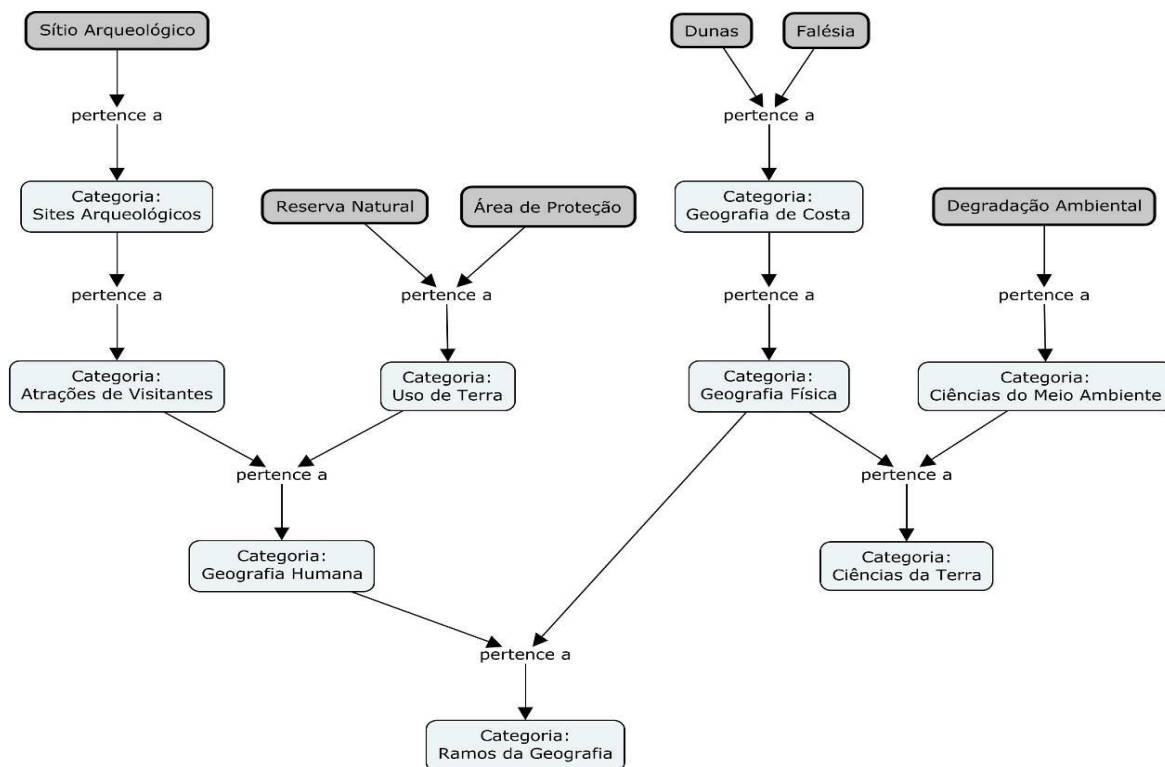 Sítio Arqueológico
Dunas
Falésia
pertence a
pertence a
Categoria:
Sites Arqueológicos
Reserva Natural
Área de Proteção
Categoria:
Geografia de Costa
Degradação Ambiental
pertence a
pertence a
pertence a
pertence a
Categoria:
Atrações de Visitantes
Categoria:
Uso de Terra
Categoria:
Geografia Física
Categoria:
Ciências do Meio Ambiente
pertence a
pertence a
Categoria:
Geografia Humana
Categoria:
Ciências da Terra
pertence a
Categoria:
Ramos da Geografia